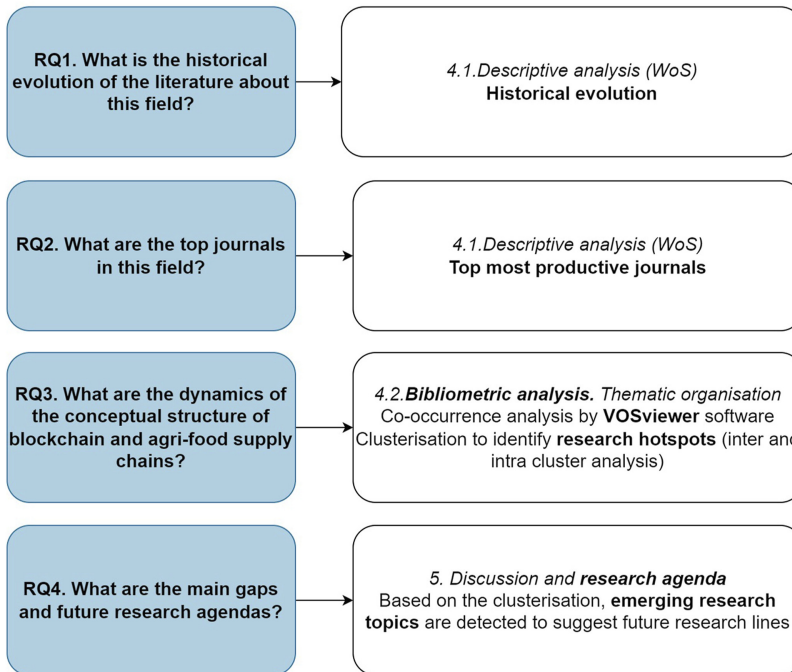 RQ1. What is the historical
evolution of the literature about
this field?
4.1.Descriptive analysis (WoS)
Historical evolution
RQ2. What are the top journals
in this field?
4.1.Descriptive analysis (WoS)
Top most productive journals
RQ3. What are the dynamics of
the conceptual structure of
blockchain and agri-food supply
chains?
4.2.Bibliometric analysis. Thematic organisation
Co-occurrence analysis by VOSviewer software
Clusterisation to identify research hotspots (inter and
intra cluster analysis)
RQ4. What are the main gaps
and future research agendas?
5. Discussion and research agenda
Based on the clusterisation, emerging research
topics are detected to suggest future research lines